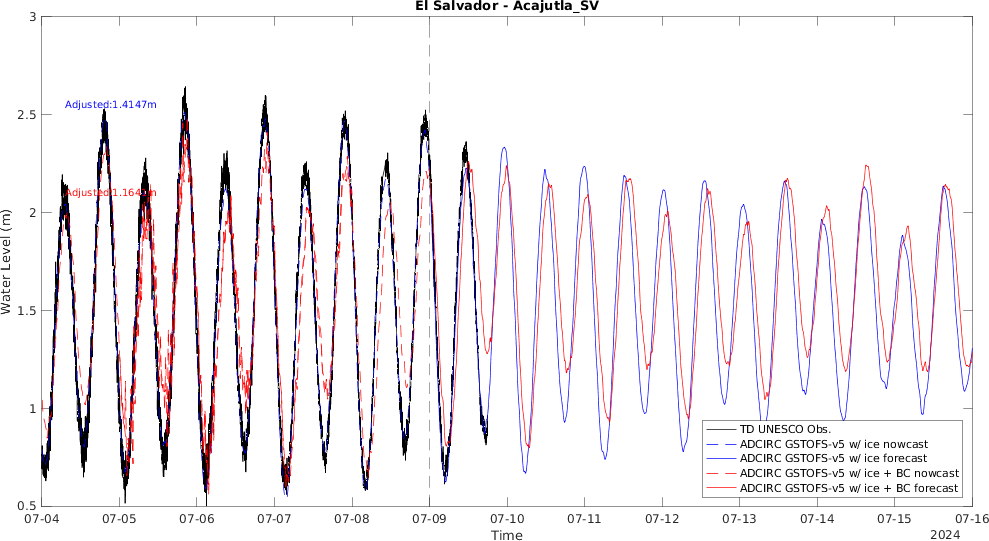 El Salvador - Acajutla_SV
3
2.5
2
1.5
1
0.5
Water Level (m)
Adjusted:1.4147m
TD UNESCO Obs.
ADCIRC GSTOFS-v5 w/ ice nowcast
ADCIRC GSTOFS-v5 w/ ice forecast
ADCIRC GSTOFS-v5 w/ ice + BC nowcast
ADCIRC GSTOFS-v5 w/ ice + BC forecast
07-04 07-05 07-06 07-07 07-08 07-09 07-10 07-11 07-12 07-13 07-14 07-15 07-16
Time
2024